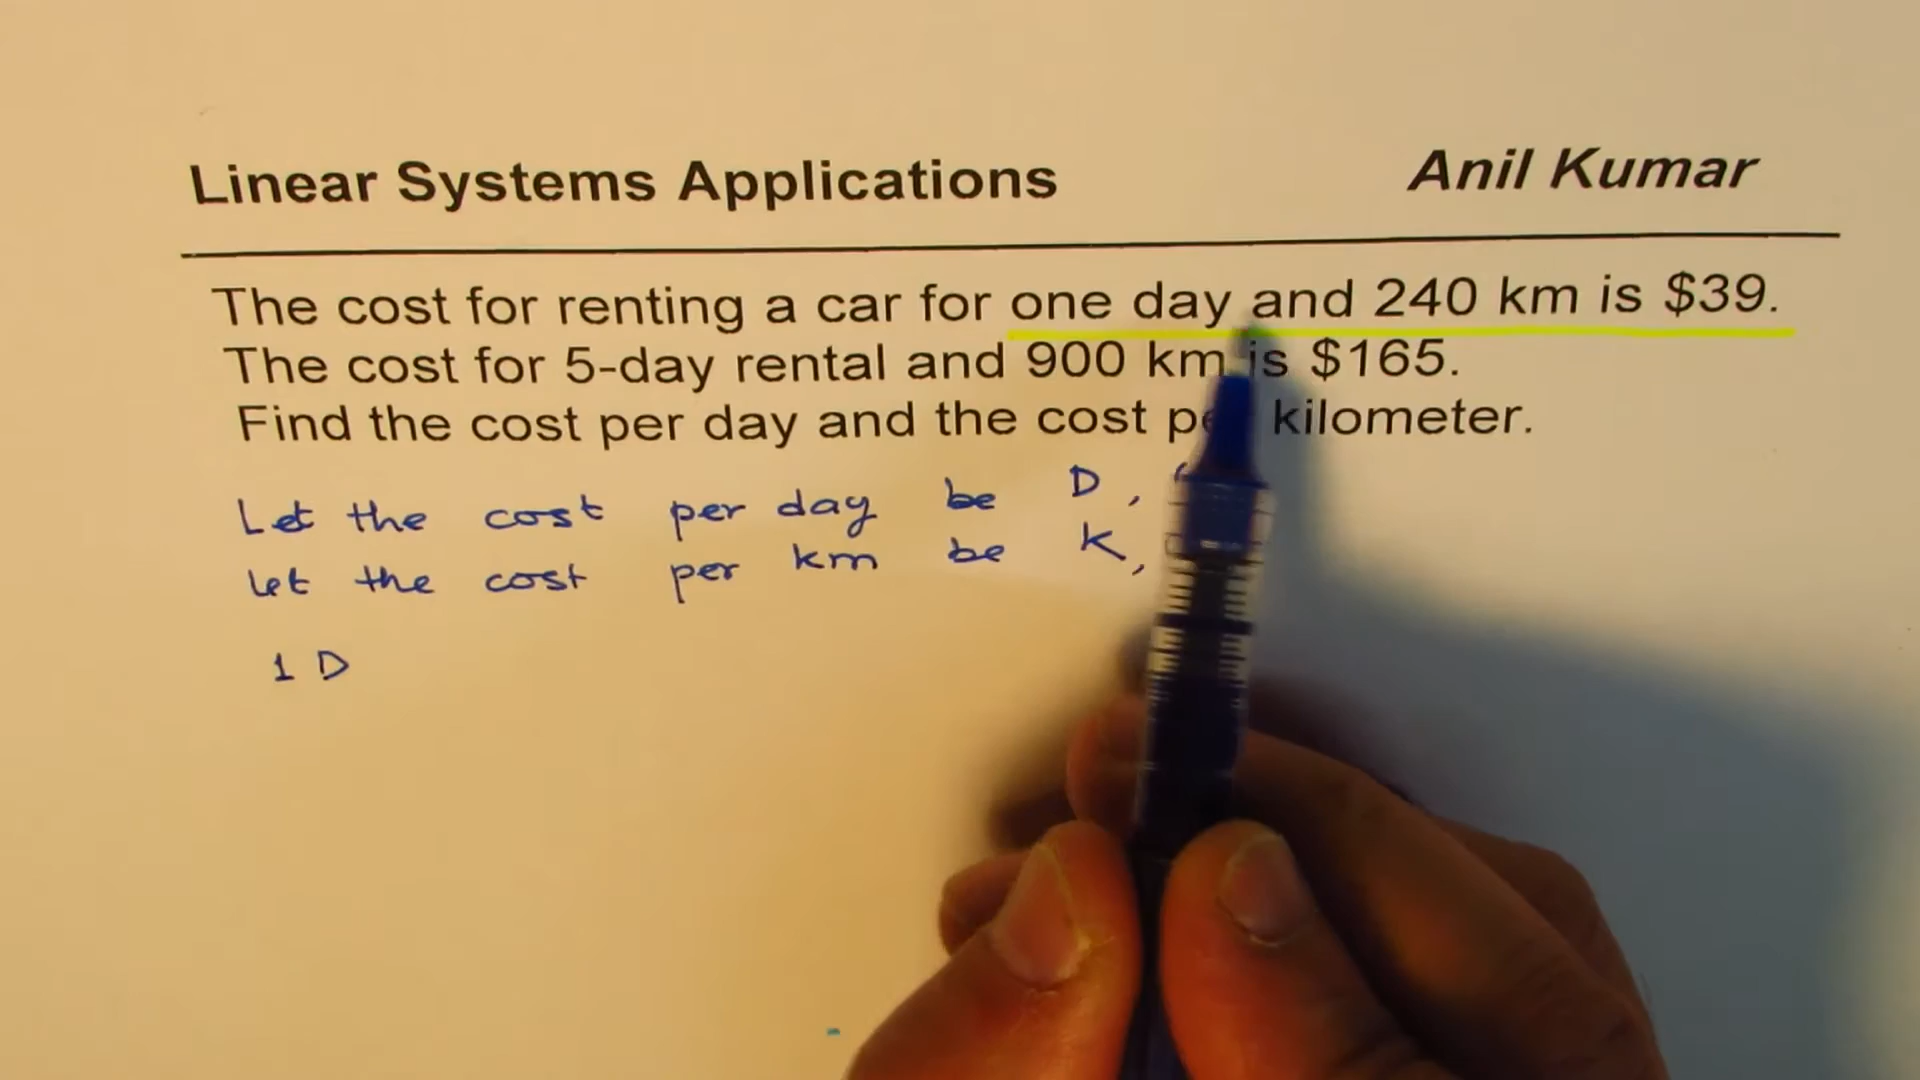 Linear Systems Applications Anil Kumar
The cost for renting a car for one day and 240 km is $39.
The cost for 5-day rental and 900 km is $165.
Find the cost per day and the cost kilometer.
Let the cost per day be D,
let the cost per km be K,
1 D